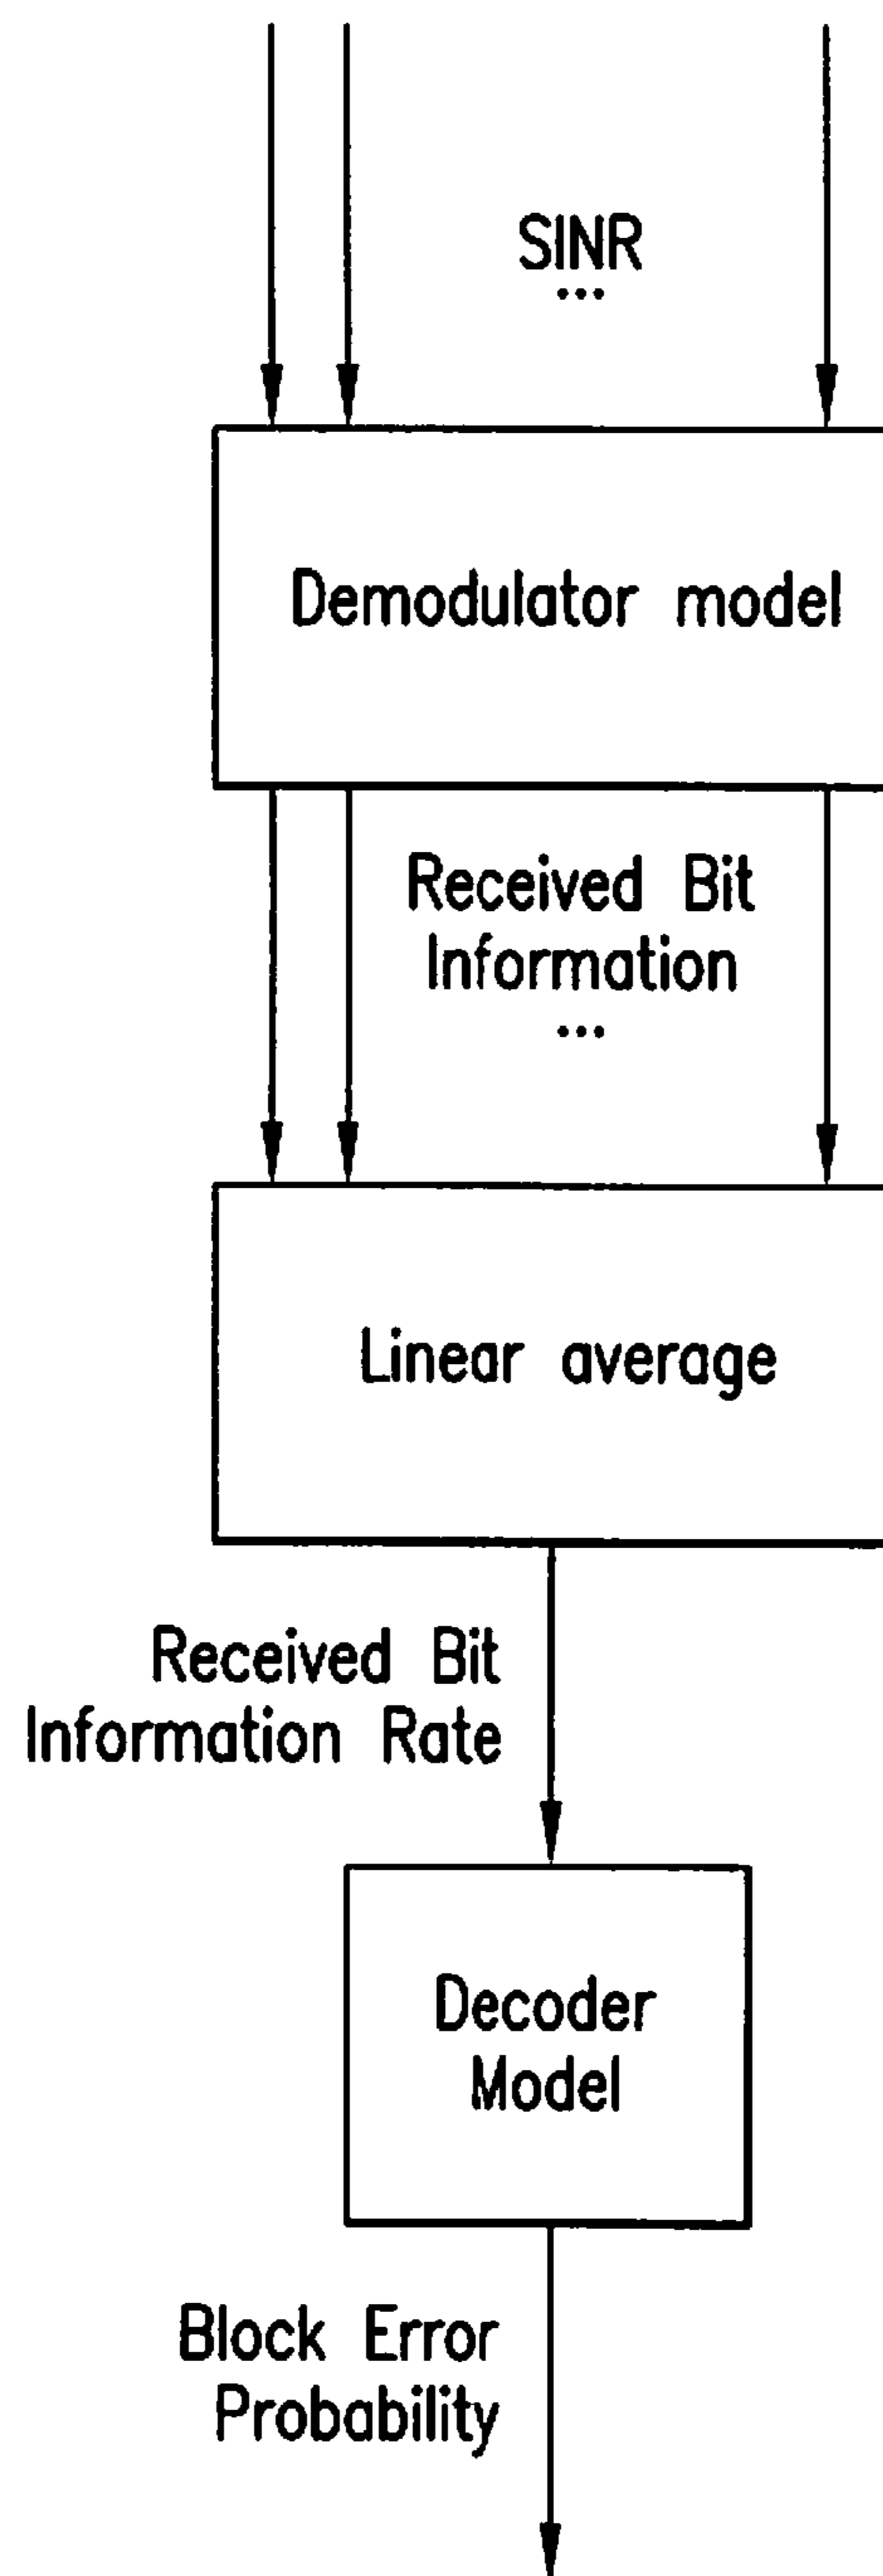 SINR
...
Demodulator model
Received Bit
Information
...
Linear average
Received Bit
Information Rate
Decoder
Model
Block Error
Probability